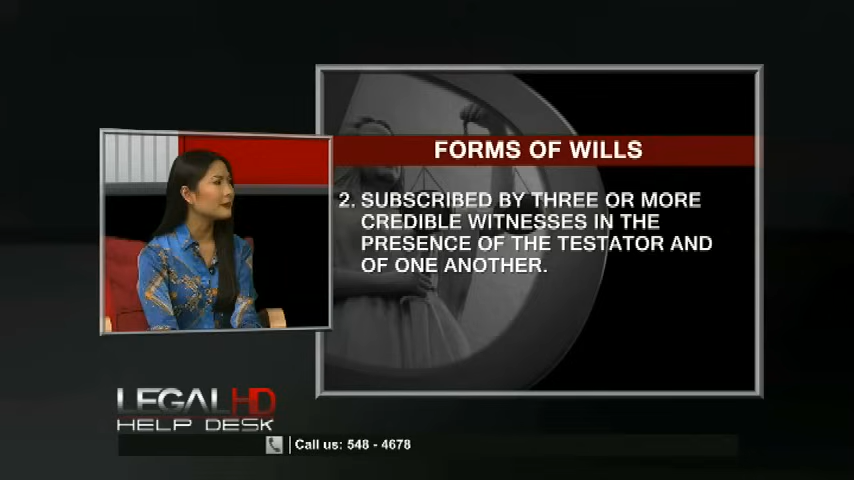 FORMS OF WILLS
2. SUBSCRIBED BY THREE OR MORE
CREDIBLE WITNESSES IN THE
PRESENCE OF THE TESTATOR AND
OF ONE ANOTHER.
LEGAL HD
HELP DESK
Call us: 548 - 4678